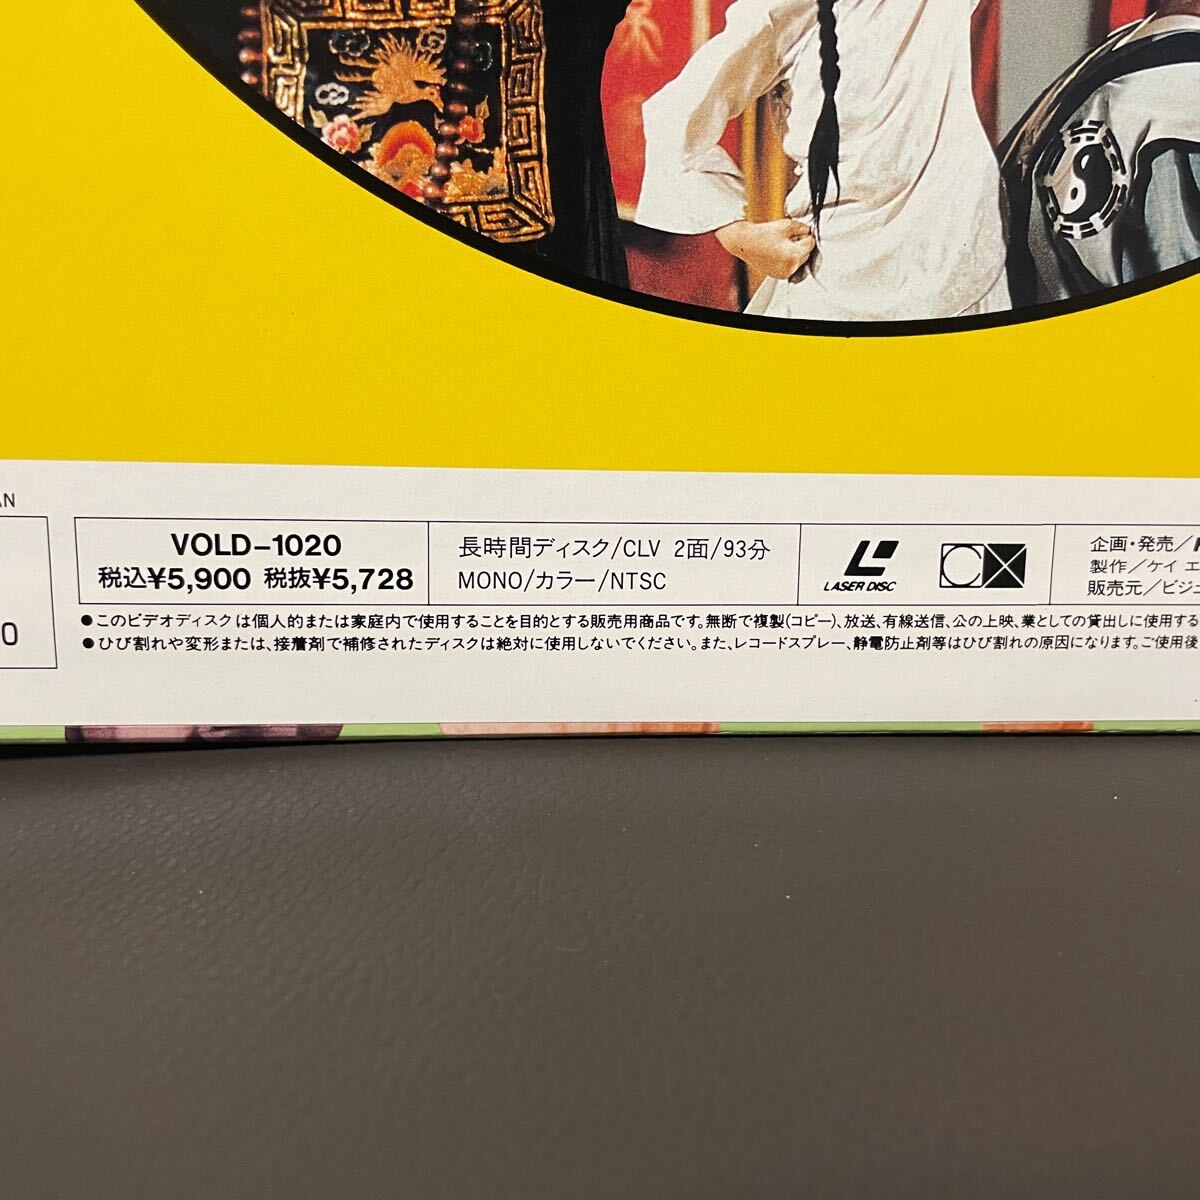 AN
0
VOLD-1020
税込¥5,900 税抜¥5,728
長時間ディスク/CLV 2面/93分
MONO/カラー/NTSC
LASER DISC
企画・発売/
製作/ケイ エ
販売元/ビジュ
●このビデオディスクは個人的または家庭内で使用することを目的とする販売用商品です。無断で複製(コピー)、放送、有線送信、公の上映、業としての貸出しに使用する
●ひび割れや変形または、接着剤で補修されたディスクは絶対に使用しないでください。また、レコードスプレー、静電防止剤等はひび割れの原因になります。ご使用後